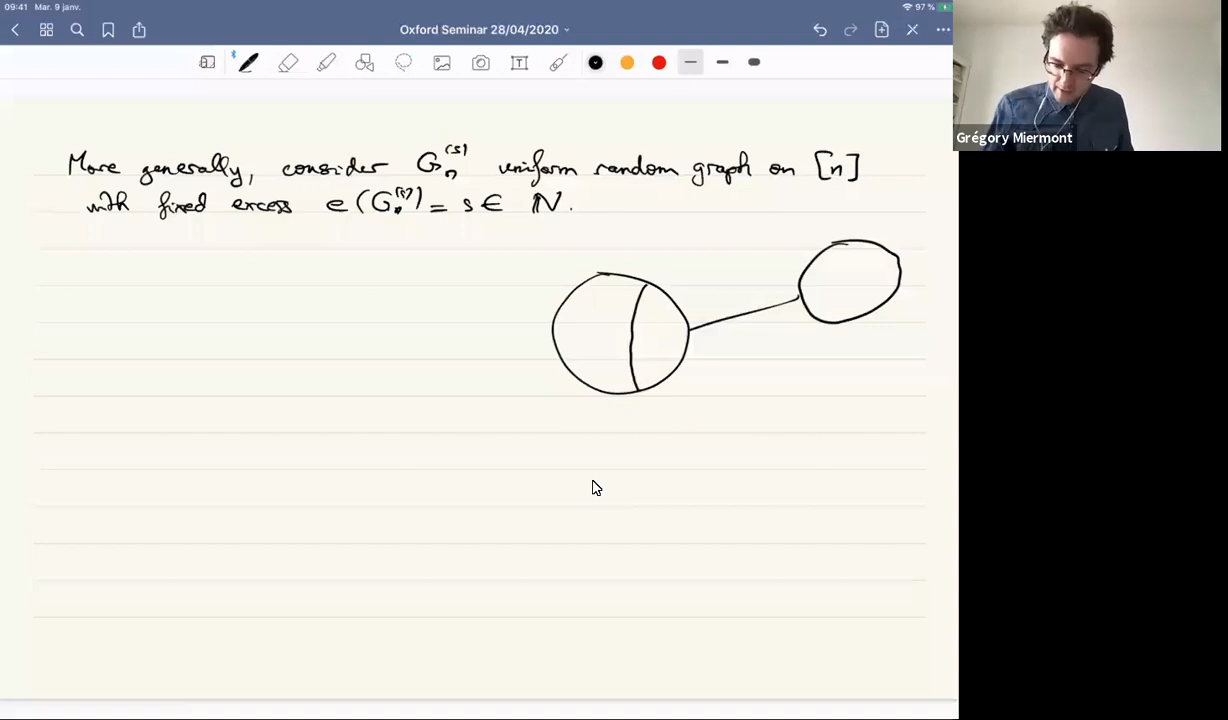 09:41 Mar. 9 janv.
97 %
Oxford Seminar 28/04/2020
Grégory Miermont
More generally, consider G_n^(s) uniform random graph on [n]
with fixed excess e(G_n^(s)) = s ∈ ℕ.